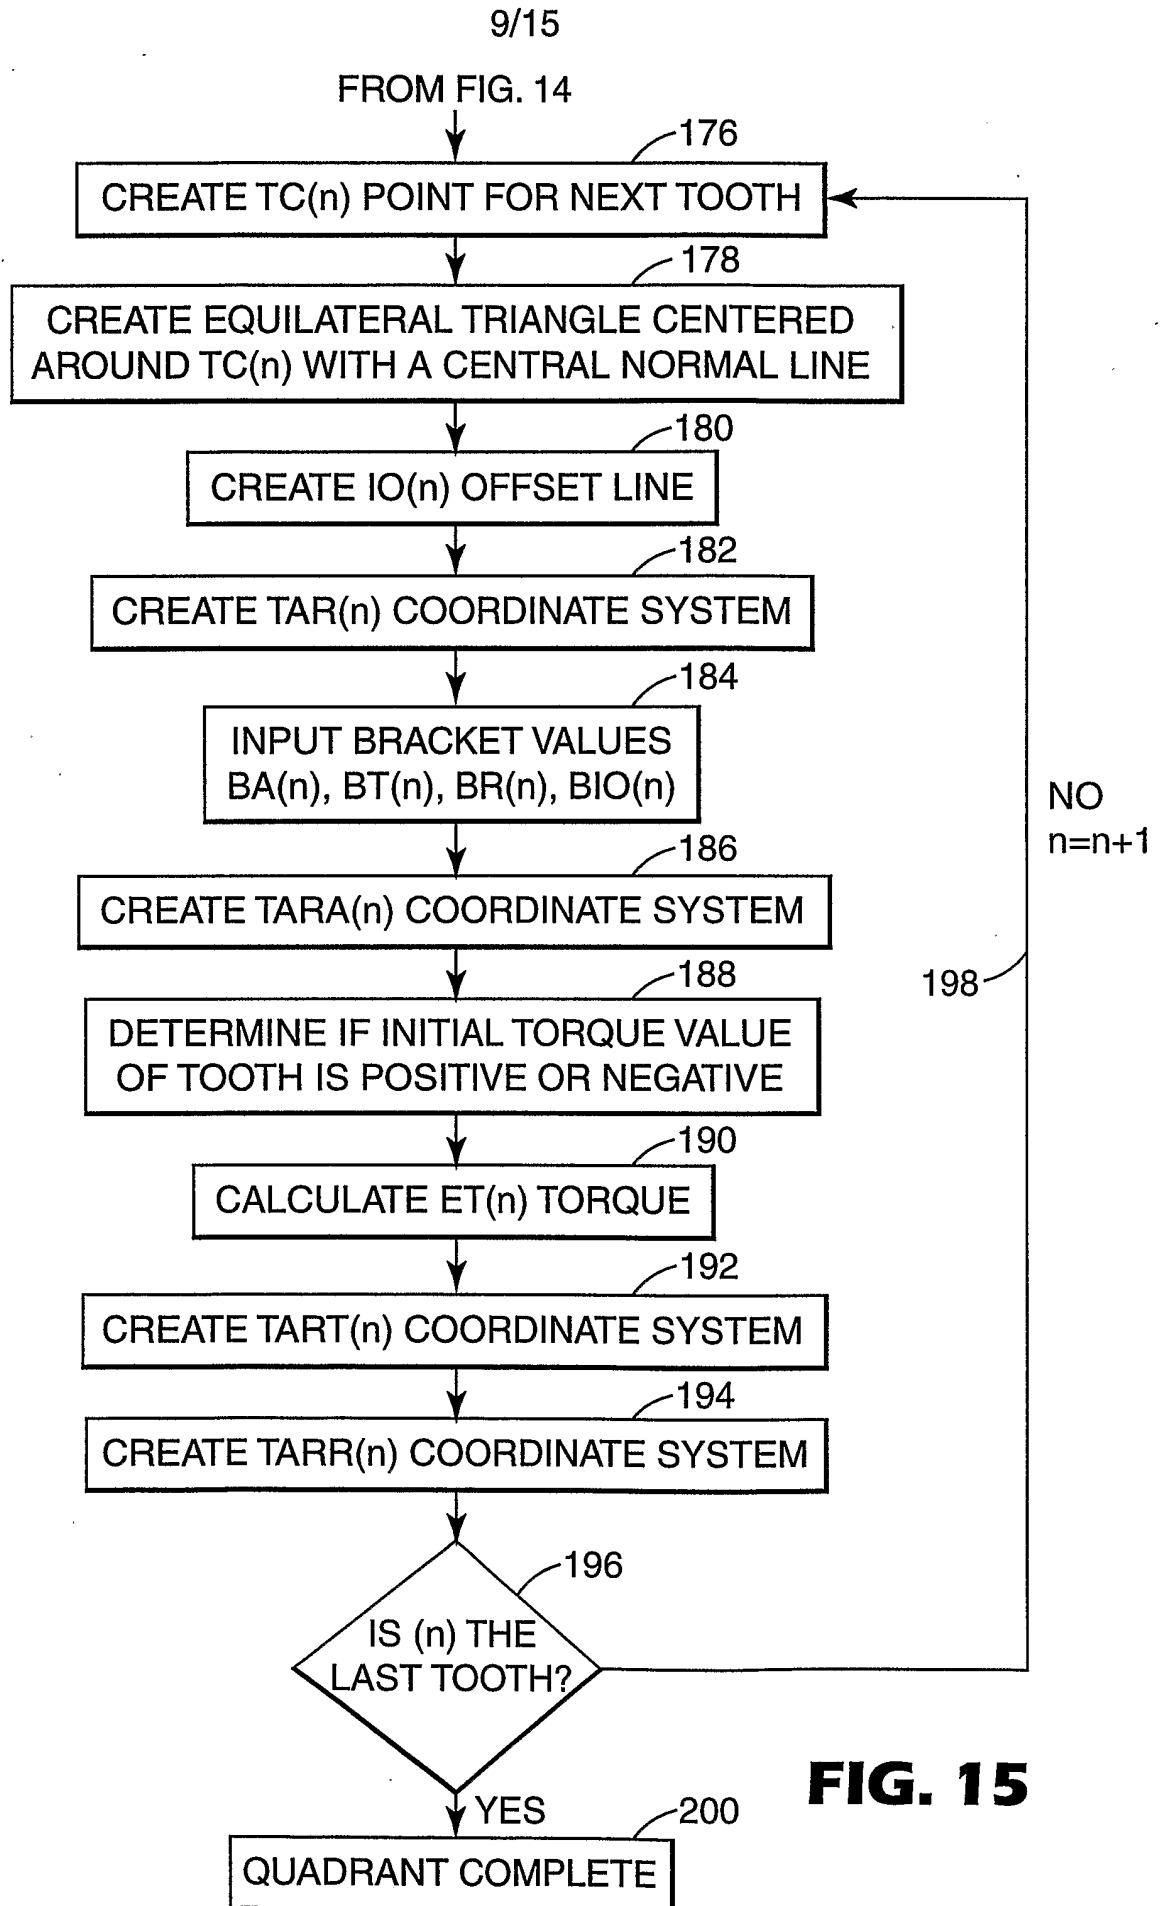 9/15
FROM FIG. 14
176
CREATE TC(n) POINT FOR NEXT TOOTH
178
CREATE EQUILATERAL TRIANGLE CENTERED
AROUND TC(n) WITH A CENTRAL NORMAL LINE
180
CREATE IO(n) OFFSET LINE
182
CREATE TAR(n) COORDINATE SYSTEM
184
INPUT BRACKET VALUES
BA(n), BT(n), BR(n), BIO(n)
NO
n=n+1
186
CREATE TARA(n) COORDINATE SYSTEM
188
198
DETERMINE IF INITIAL TORQUE VALUE
OF TOOTH IS POSITIVE OR NEGATIVE
190
CALCULATE ET(n) TORQUE
192
CREATE TART(n) COORDINATE SYSTEM
194
CREATE TARR(n) COORDINATE SYSTEM
196
IS (n) THE
LAST TOOTH?
FIG. 15
YES
200
QUADRANT COMPLETE